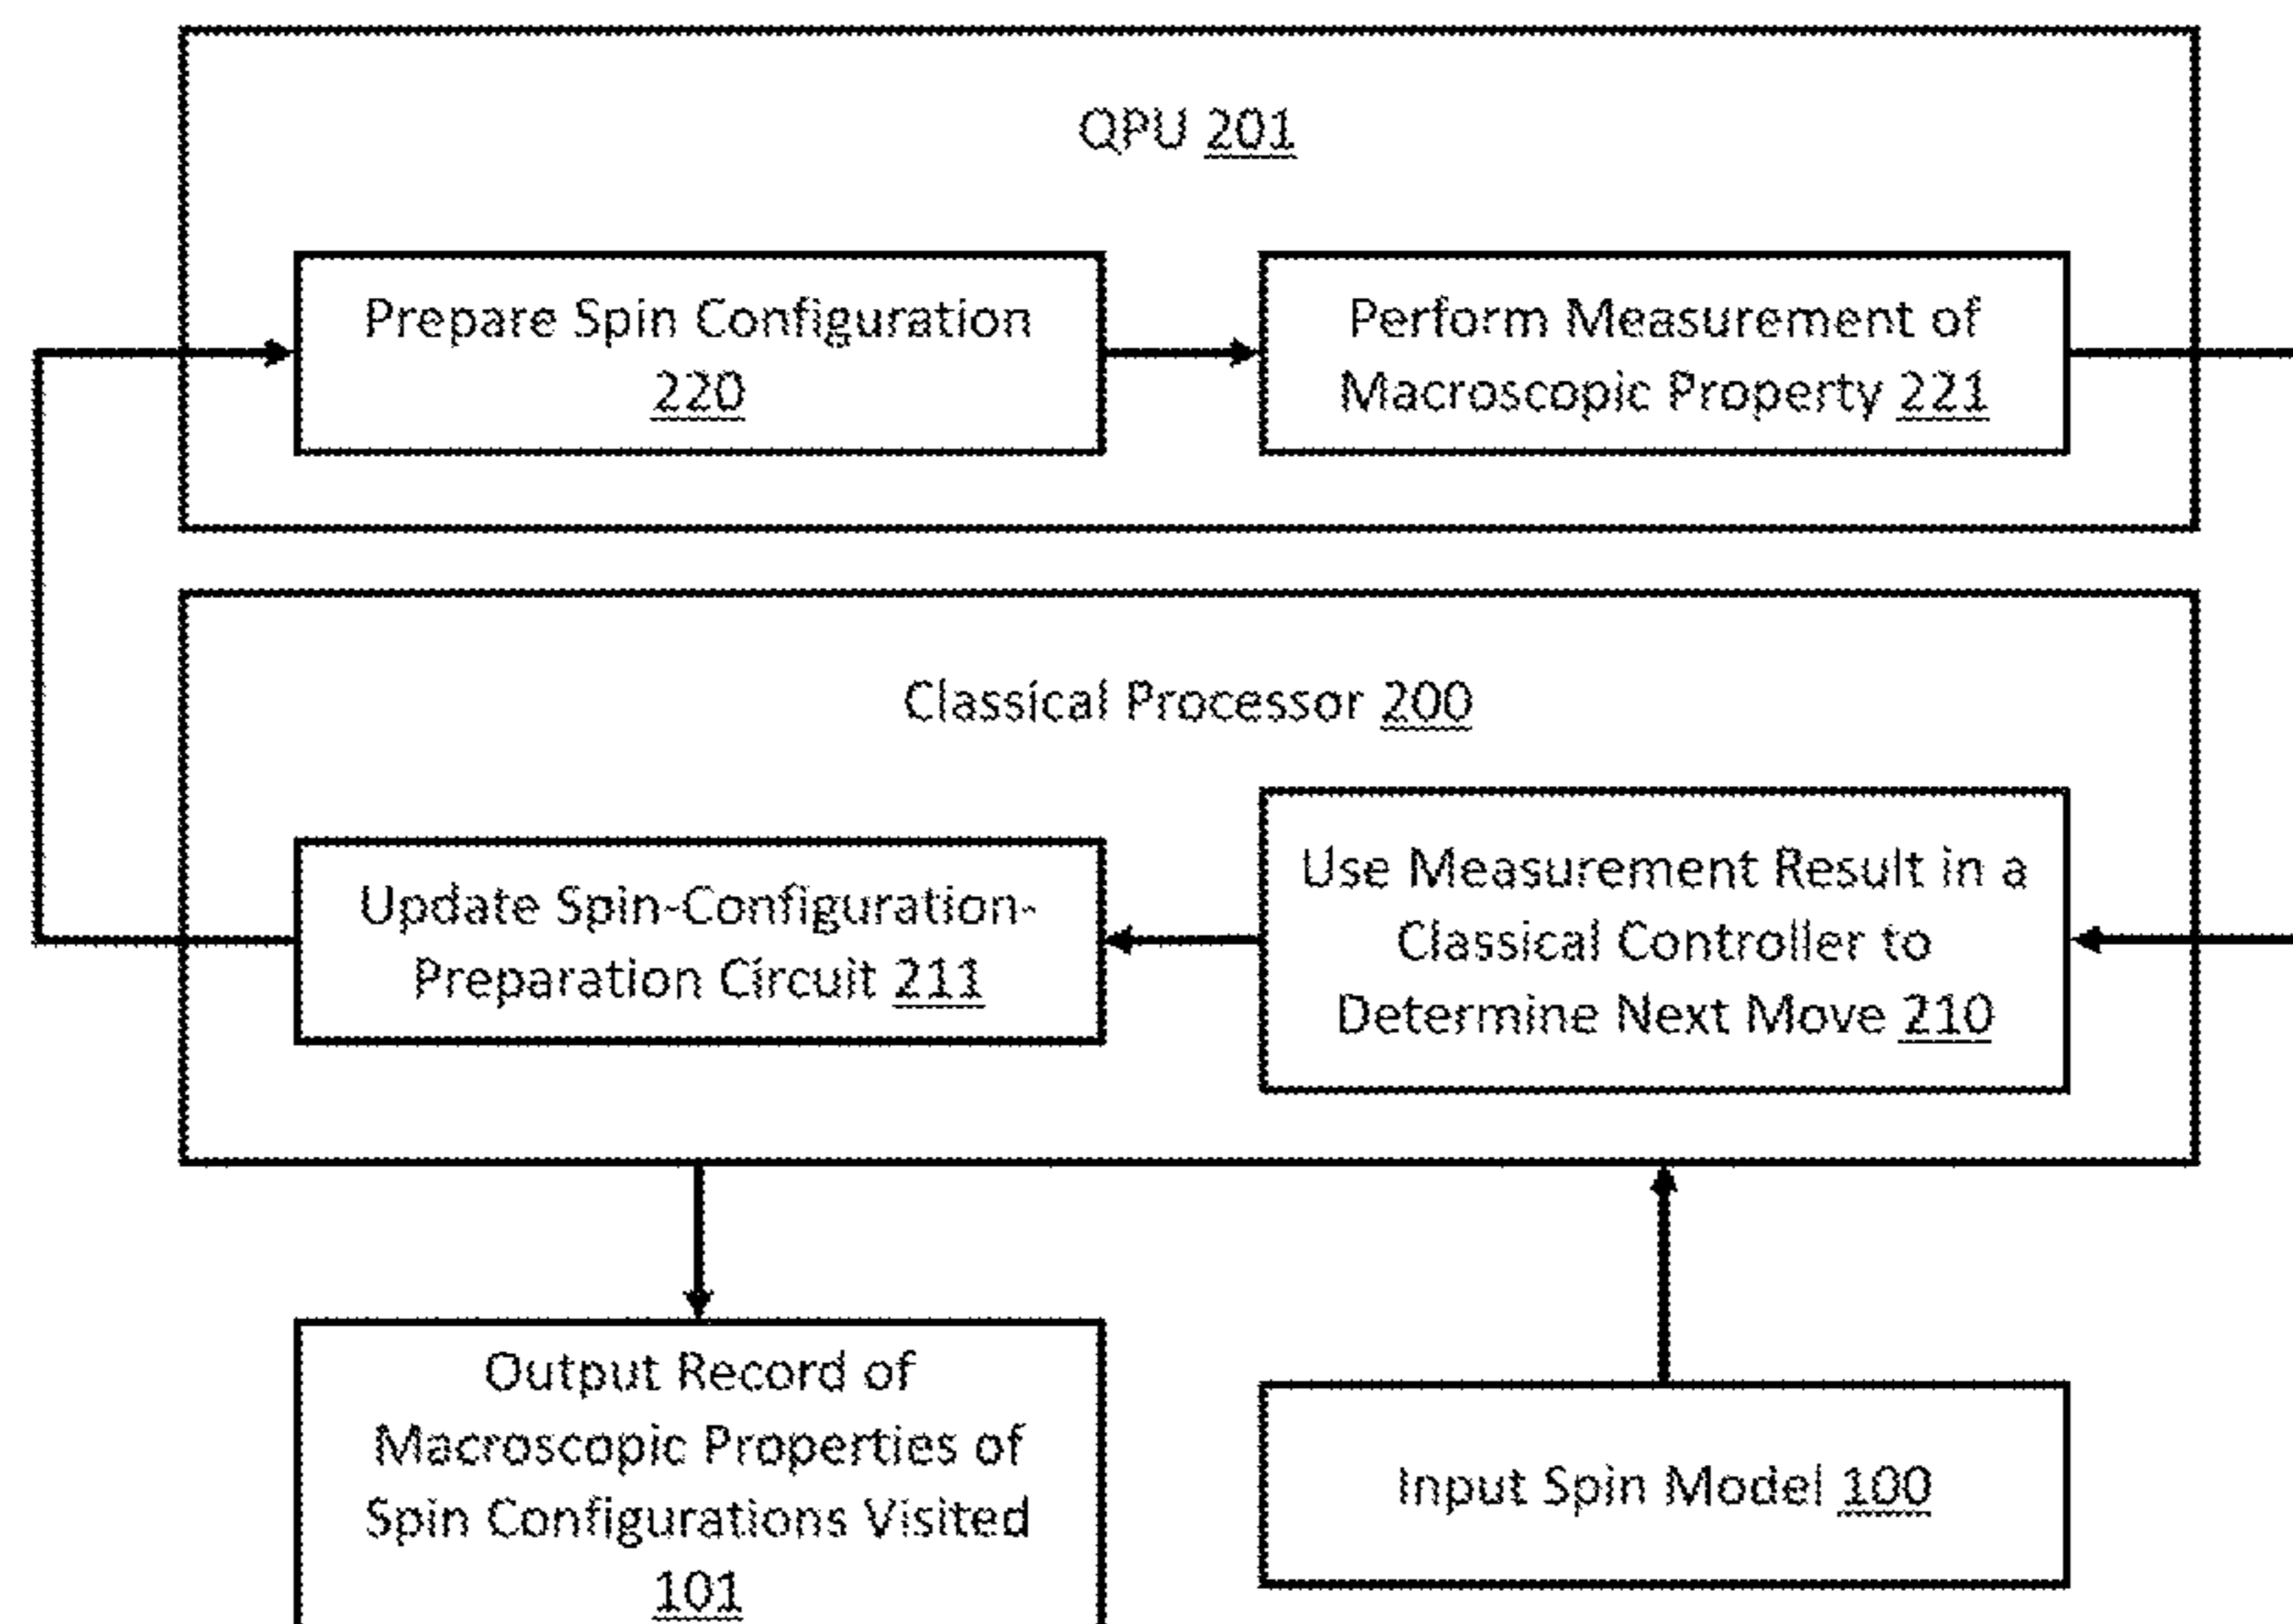 QPU 201
Prepare Spin Configuration
220
Perform Measurement of
Macroscopic Property 221
Classical Processor 200
Update Spin-Configuration-
Preparation Circuit 211
Use Measurement Result in a
Classical Controller to
Determine Next Move 210
Output Record of
Macroscopic Properties of
Spin Configurations Visited
101
Input Spin Model 100